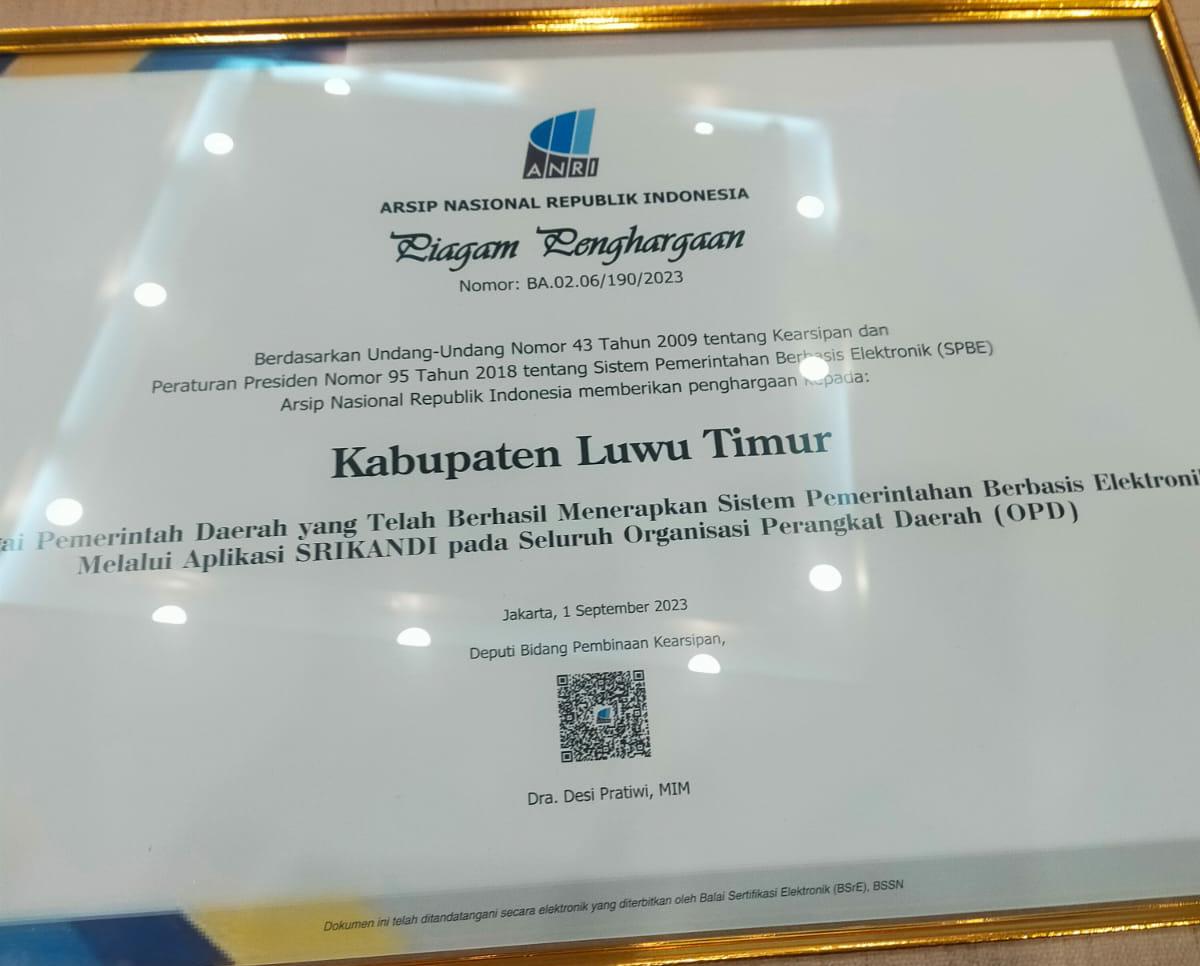 ANRI
ARSIP NASIONAL REPUBLIK INDONESIA
Piagam Penghargaan
Nomor: BA.02.06/190/2023
Berdasarkan Undang-Undang Nomor 43 Tahun 2009 tentang Kearsipan dan
Peraturan Presiden Nomor 95 Tahun 2018 tentang Sistem Pemerintahan Berbasis Elektronik (SPBE)
Arsip Nasional Republik Indonesia memberikan penghargaan kepada:
Kabupaten Luwu Timur
Pemerintah Daerah yang Telah Berhasil Menerapkan Sistem Pemerintahan Berbasis
Melalui Aplikasi SRIKANDI pada Seluruh Organisasi Perangkat Daerah (OPD)
Jakarta, 1 September 2023
Deputi Bidang Pembinaan Kearsipan,
Dra. Desi Pratiwi, MIM
Dokumen ini telah ditandatangani secara elektronik yang diterbitkan oleh Balai Sertifikasi Elektronik (BSrE), BSSN